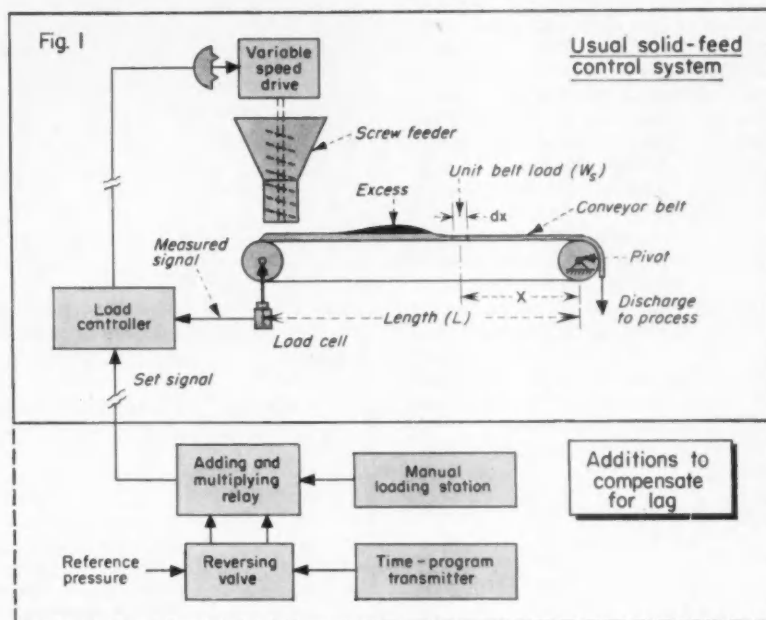 Fig. 1
Variable
speed
drive
Usual solid-feed
control system
Screw feeder
Unit belt load (Ws)
Excess
dx
Conveyor belt
Measured
signal
Pivot
X
Load
controller
Length (L)
Discharge
to process
Load cell
Set signal
Adding and
multiplying
relay
Manual
loading station
Additions to
compensate
for lag
Reference
pressure
Reversing
valve
Time-program
transmitter